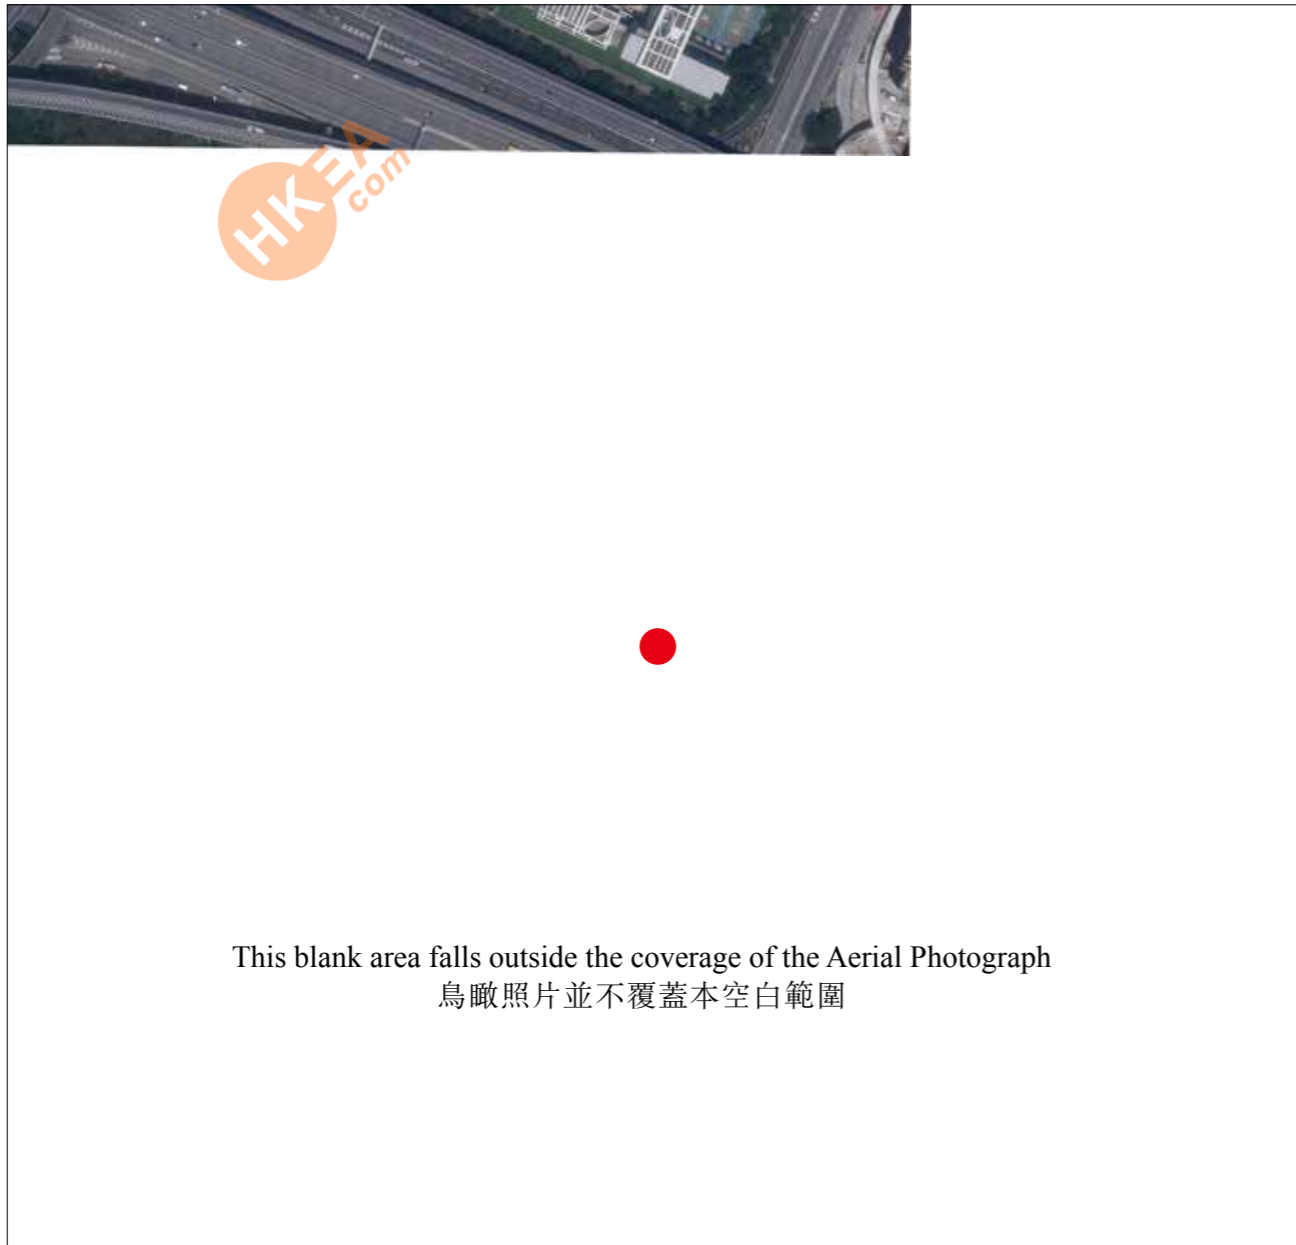 HKEA
com
This blank area falls outside the coverage of the Aerial Photograph
鳥瞰照片並不覆蓋本空白範圍